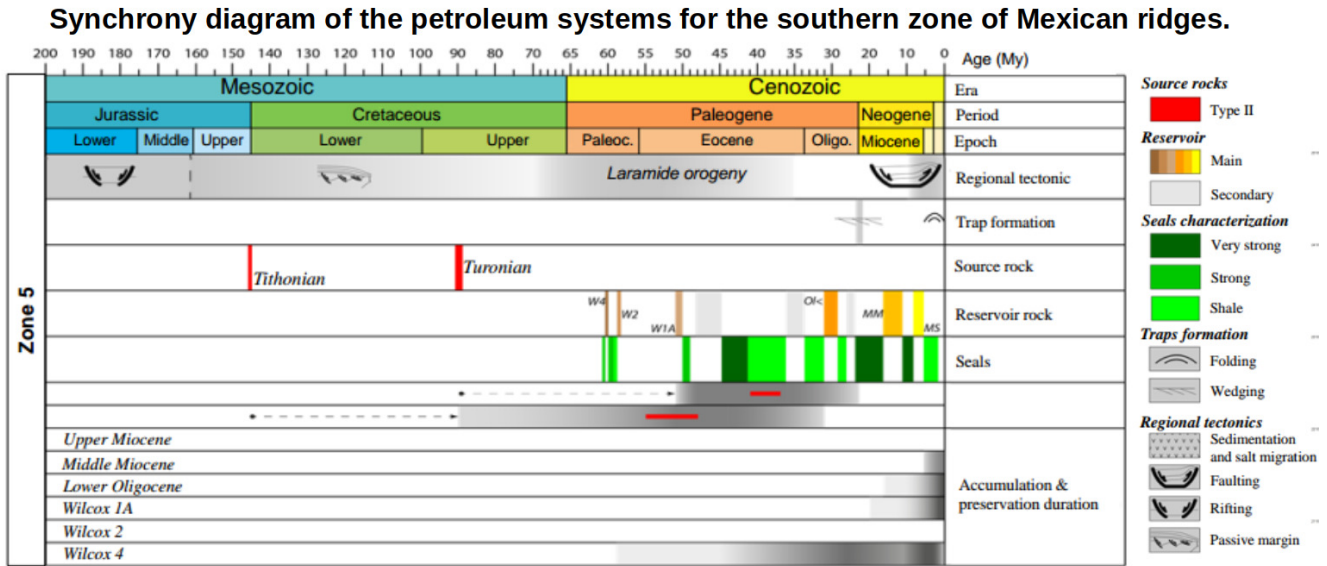 Synchrony diagram of the petroleum systems for the southern zone of Mexican ridges.
200 190 180 170 160 150 145 140 130 120 110 100 90 80 70 65 60 55 50 45 40 35 30 20 10 0 Age (My)
Mesozoic Cenozoic Era
Jurassic Cretaceous Paleogene Neogene Period
Lower Middle Upper Lower Upper Paleoc. Eocene Oligo. Miocene Epoch
Laramide orogeny Regional tectonic
Trap formation
Tithonian Turonian Source rock
W4 W2 W1A Ol< MM MS Reservoir rock
Seals
Zone 5
Upper Miocene
Middle Miocene
Lower Oligocene
Wilcox 1A
Wilcox 2
Wilcox 4
Accumulation &
preservation duration
Source rocks
Type II
Reservoir
Main
Secondary
Seals characterization
Very strong
Strong
Shale
Traps formation
Folding
Wedging
Regional tectonics
Sedimentation
and salt migration
Faulting
Rifting
Passive margin